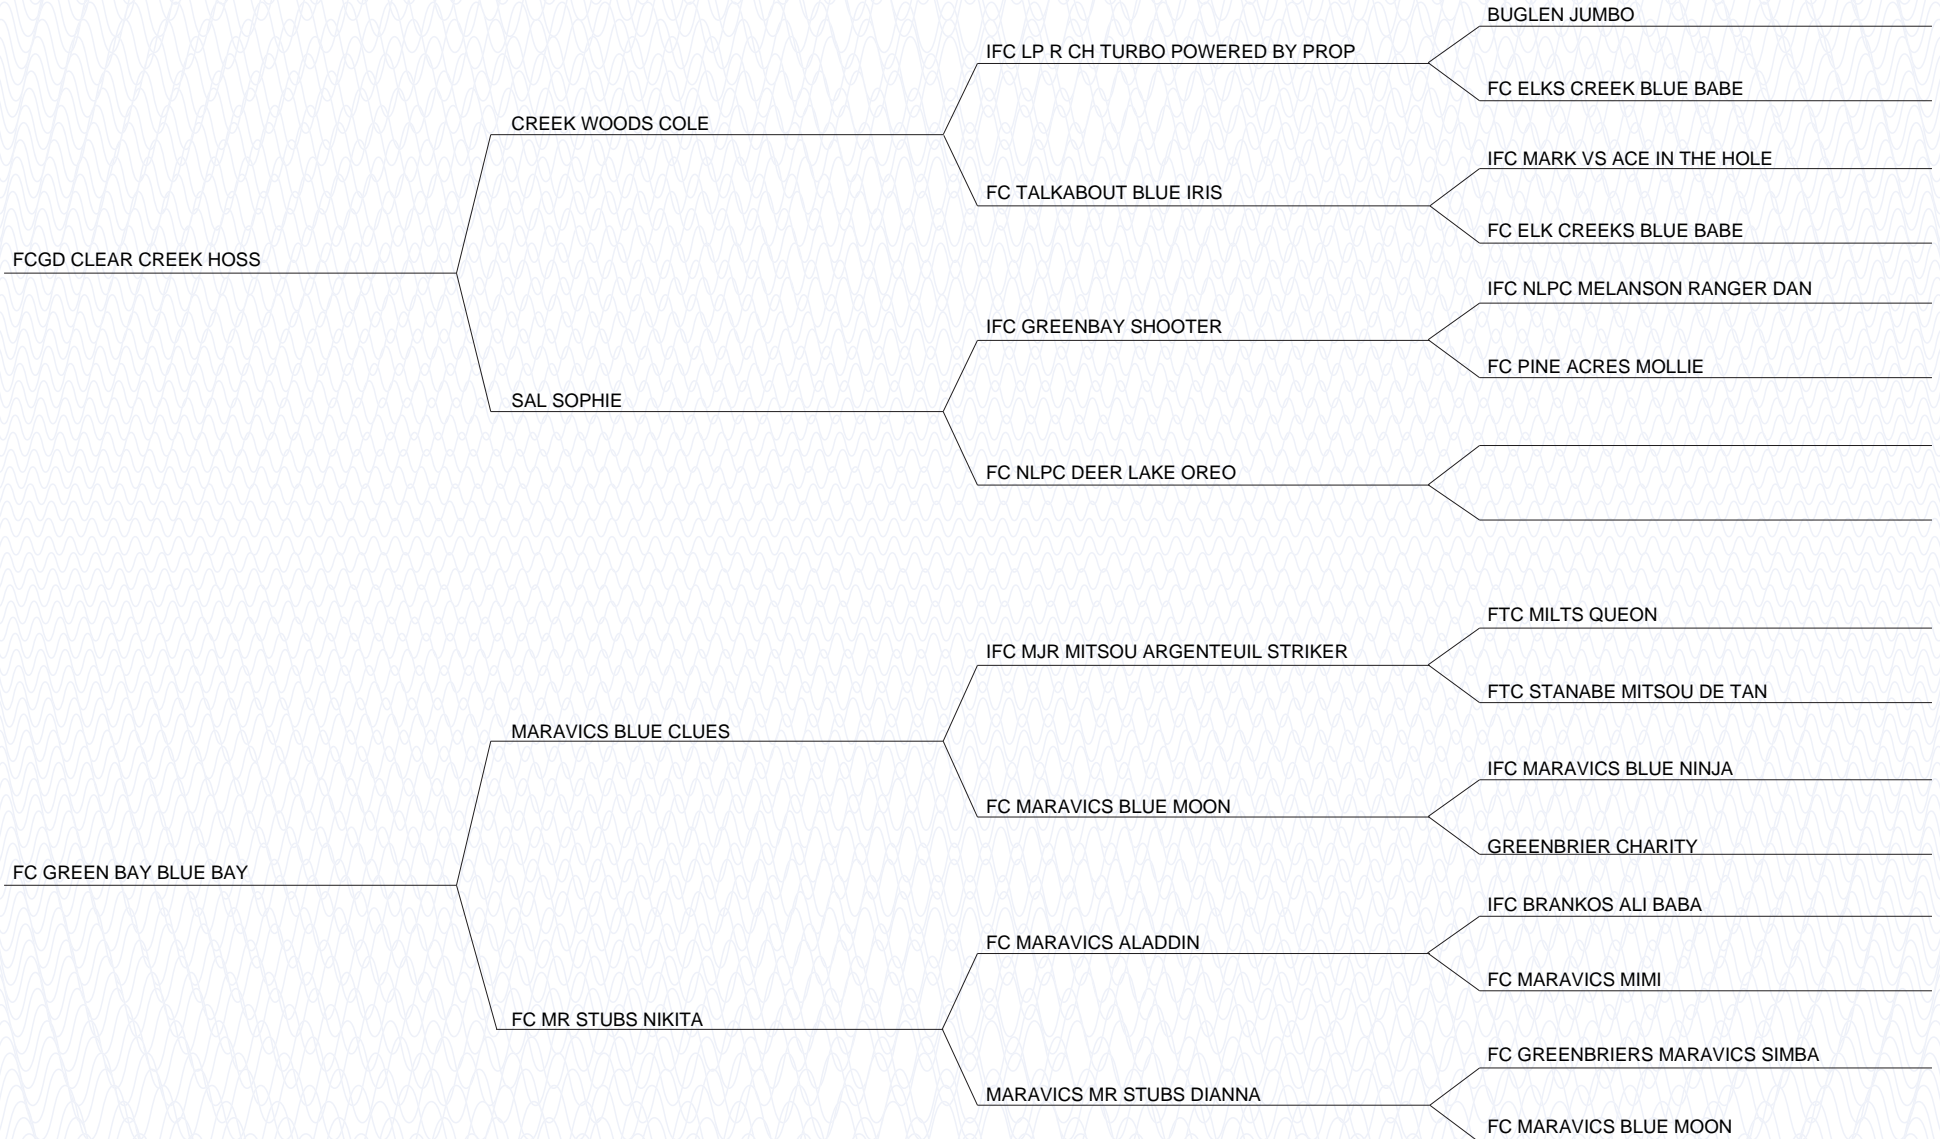 BUGLEN JUMBO
IFC LP R CH TURBO POWERED BY PROP
FC ELKS CREEK BLUE BABE
CREEK WOODS COLE
IFC MARK VS ACE IN THE HOLE
FC TALKABOUT BLUE IRIS
FC ELK CREEKS BLUE BABE
FCGD CLEAR CREEK HOSS
IFC NLPC MELANSON RANGER DAN
IFC GREENBAY SHOOTER
FC PINE ACRES MOLLIE
SAL SOPHIE
FC NLPC DEER LAKE OREO
FTC MILTS QUEON
IFC MJR MITSOU ARGENTEUIL STRIKER
FTC STANABE MITSOU DE TAN
MARAVICS BLUE CLUES
IFC MARAVICS BLUE NINJA
FC MARAVICS BLUE MOON
GREENBRIER CHARITY
FC GREEN BAY BLUE BAY
IFC BRANKOS ALI BABA
FC MARAVICS ALADDIN
FC MARAVICS MIMI
FC MR STUBS NIKITA
FC GREENBRIERS MARAVICS SIMBA
MARAVICS MR STUBS DIANNA
FC MARAVICS BLUE MOON